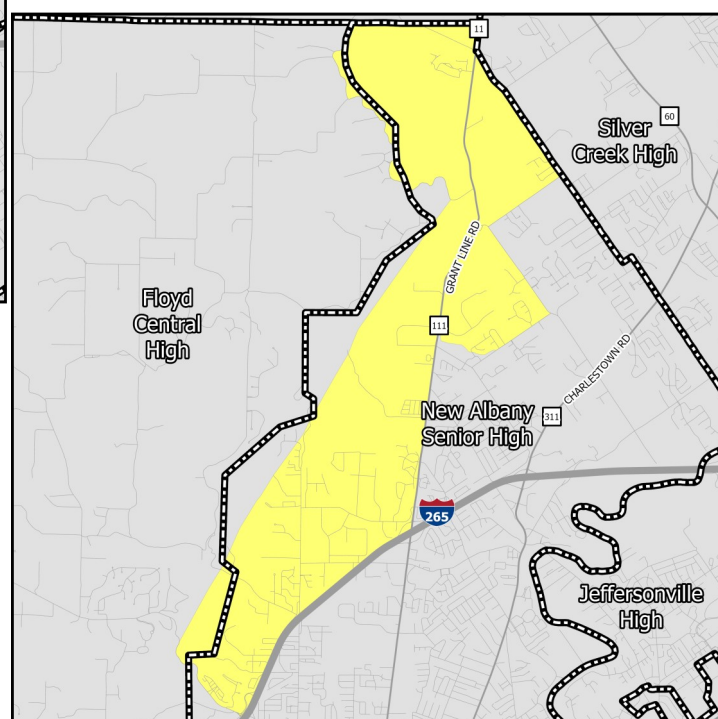 11
60
Silver
Creek High
GRANT LINE RD
Floyd
Central
High
111
CHARLESTOWN RD
New Albany
Senior High
311
265
Jeffersonville
High